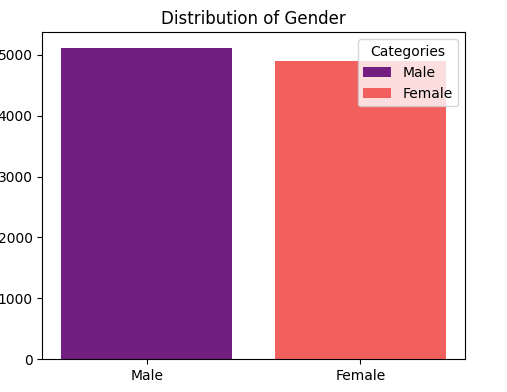 Distribution of Gender
Categories
Male
Female
5000
4000
3000
2000
1000
0
Male
Female